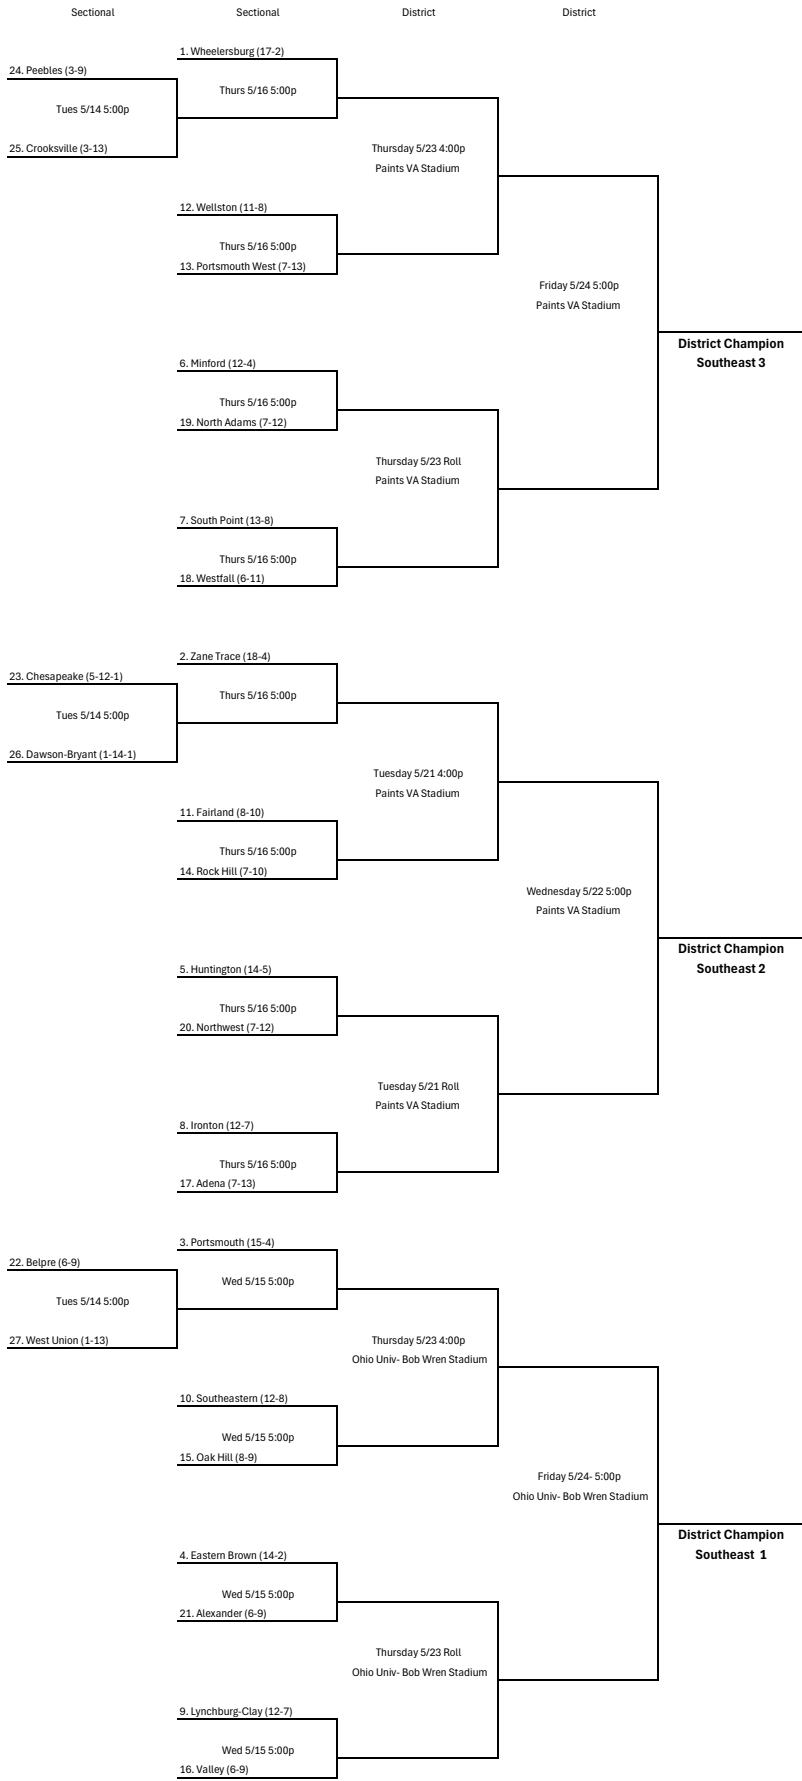 Sectional
Sectional
District
District
1. Wheelersburg (17-2)
24. Peebles (3-9)
Thurs 5/16 5:00p
Tues 5/14 5:00p
25. Crooksville (3-13)
Thursday 5/23 4:00p
Paints VA Stadium
12. Wellston (11-8)
Thurs 5/16 5:00p
13. Portsmouth West (7-13)
Friday 5/24 5:00p
Paints VA Stadium
District Champion
Southeast 3
6. Minford (12-4)
Thurs 5/16 5:00p
19. North Adams (7-12)
Thursday 5/23 Roll
Paints VA Stadium
7. South Point (13-8)
Thurs 5/16 5:00p
18. Westfall (6-11)
2. Zane Trace (18-4)
23. Chesapeake (5-12-1)
Thurs 5/16 5:00p
Tues 5/14 5:00p
26. Dawson-Bryant (1-14-1)
Tuesday 5/21 4:00p
Paints VA Stadium
11. Fairland (8-10)
Thurs 5/16 5:00p
14. Rock Hill (7-10)
Wednesday 5/22 5:00p
Paints VA Stadium
District Champion
Southeast 2
5. Huntington (14-5)
Thurs 5/16 5:00p
20. Northwest (7-12)
Tuesday 5/21 Roll
Paints VA Stadium
8. Ironton (12-7)
Thurs 5/16 5:00p
17. Adena (7-13)
3. Portsmouth (15-4)
22. Belpre (6-9)
Wed 5/15 5:00p
Tues 5/14 5:00p
27. West Union (1-13)
Thursday 5/23 4:00p
Ohio Univ- Bob Wren Stadium
10. Southeastern (12-8)
Wed 5/15 5:00p
15. Oak Hill (8-9)
Friday 5/24- 5:00p
Ohio Univ- Bob Wren Stadium
District Champion
Southeast 1
4. Eastern Brown (14-2)
Wed 5/15 5:00p
21. Alexander (6-9)
Thursday 5/23 Roll
Ohio Univ- Bob Wren Stadium
9. Lynchburg-Clay (12-7)
Wed 5/15 5:00p
16. Valley (6-9)